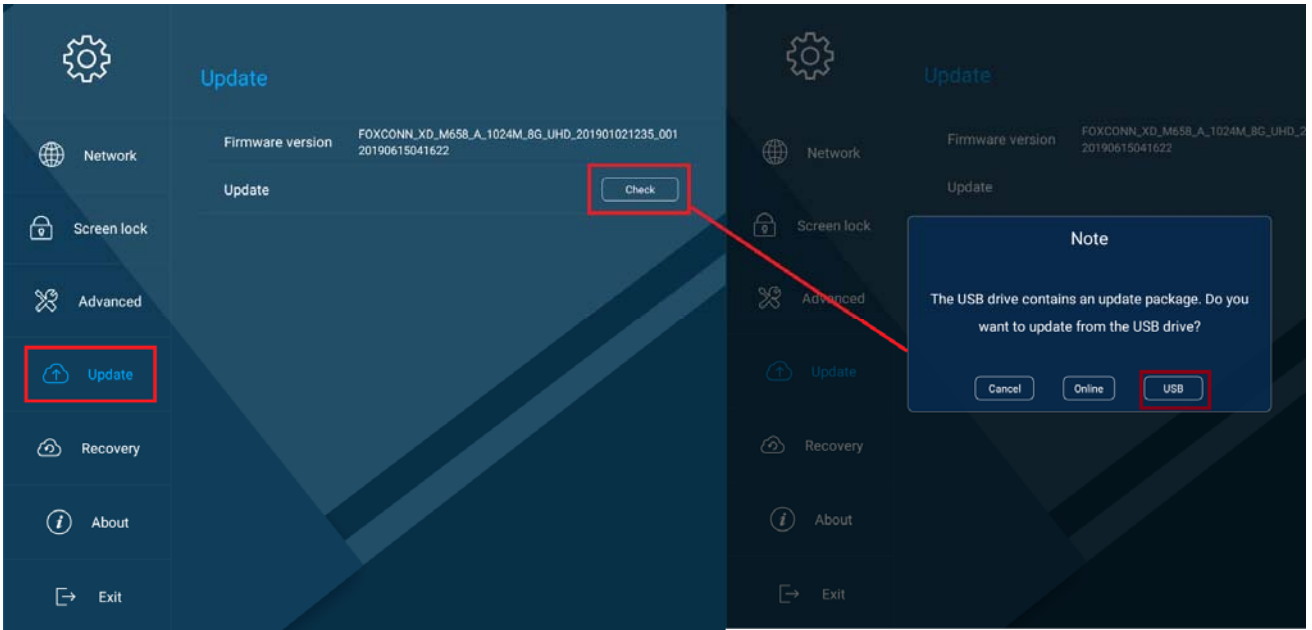 Update
Firmware version
FOXCONN_XD_M658_A_1024M_8G_UHD_201901021235_001
20190615041622
Update
Check
Network
Screen lock
Advanced
Update
Recovery
About
Exit
Update
Firmware version
FOXCONN_XD_M658_A_1024M_8G_UHD_2
20190615041622
Update
Network
Screen lock
Advanced
Update
Recovery
About
Exit
Note
The USB drive contains an update package. Do you
want to update from the USB drive?
Cancel
Online
USB